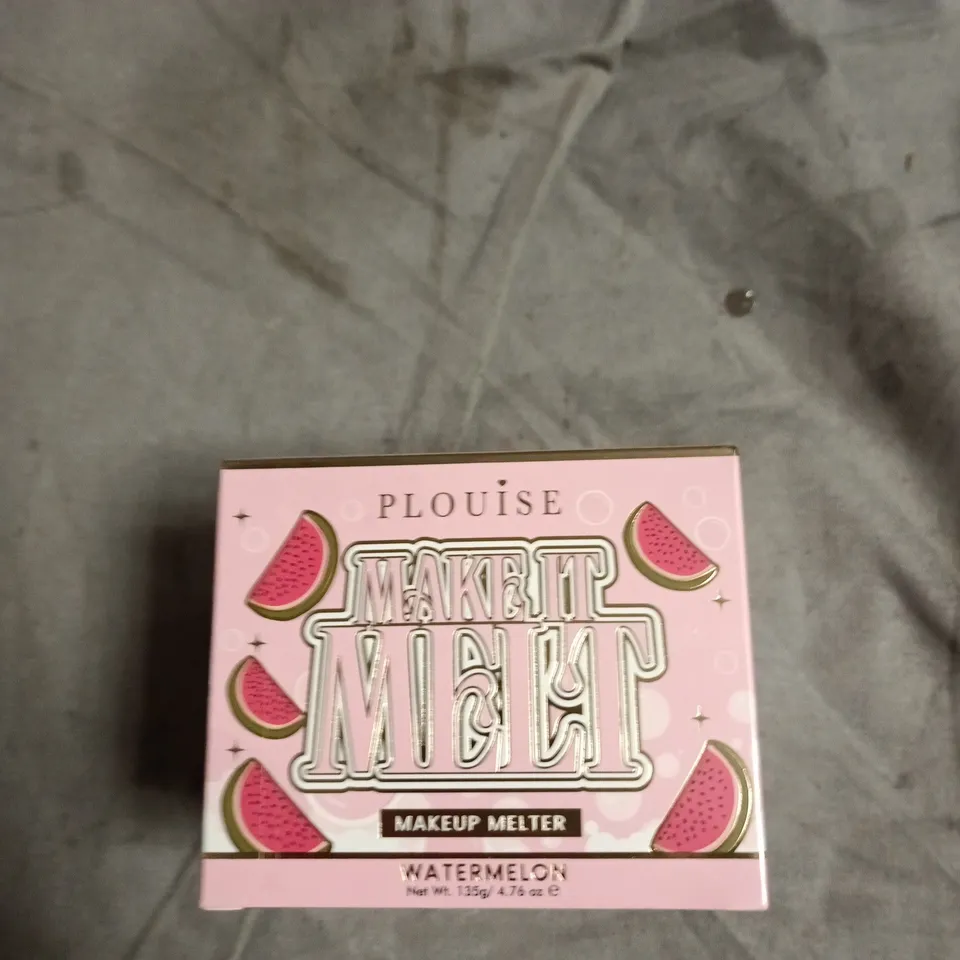 PLOUISE
MAKE IT
MELT
MAKEUP MELTER
WATERMELON
Net Wt. 135g/ 4.76 oz ℮